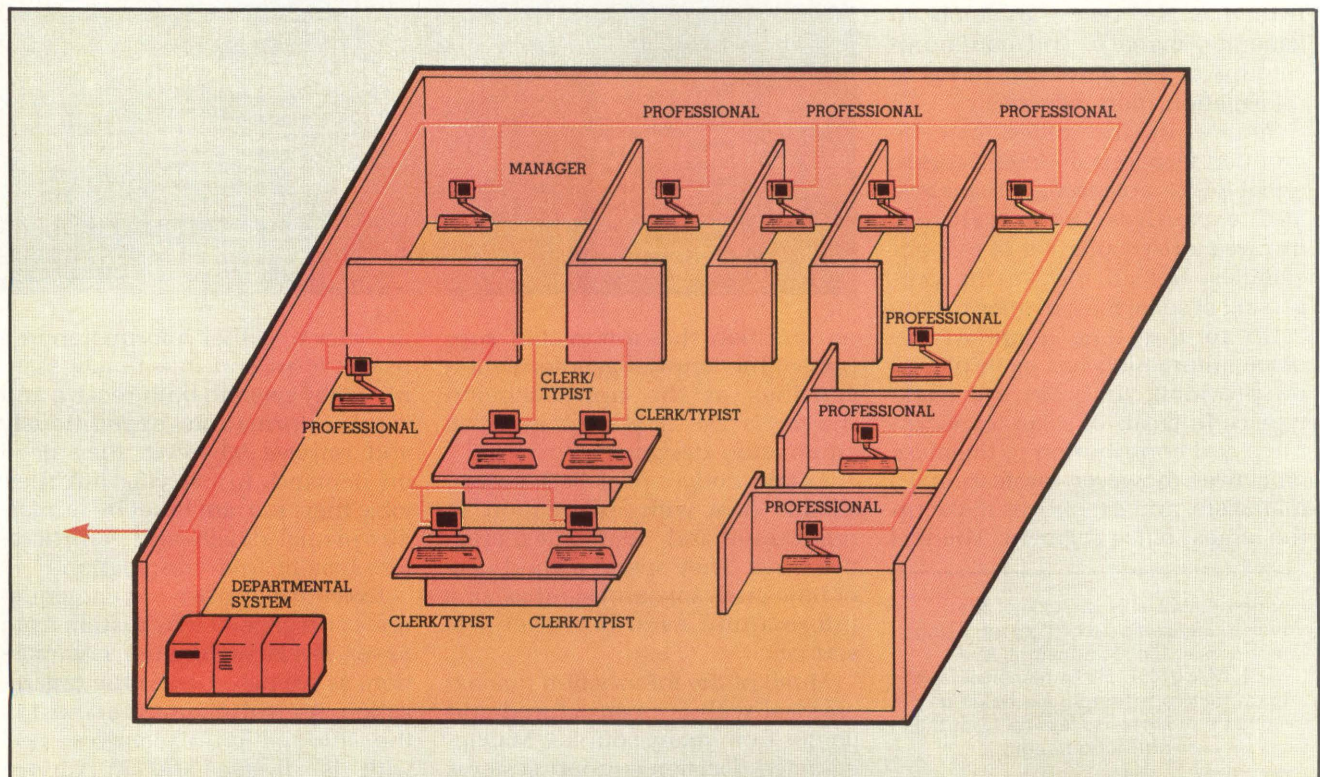 PROFESSIONAL
PROFESSIONAL
PROFESSIONAL
MANAGER
PROFESSIONAL
CLERK/
TYPIST
CLERK/TYPIST
PROFESSIONAL
PROFESSIONAL
PROFESSIONAL
DEPARTMENTAL
SYSTEM
CLERK/TYPIST
CLERK/TYPIST